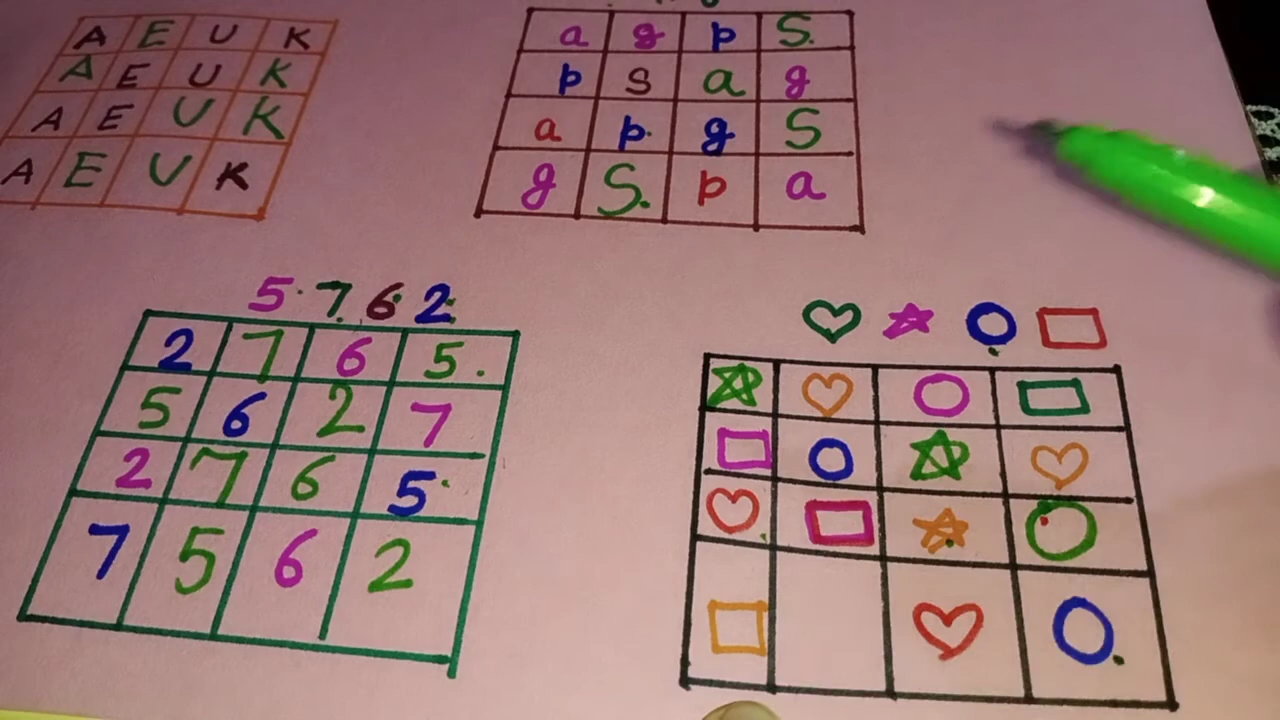 A E U K
A E U K
A E U K
A E U K
a g p S.
p s a g
a p. g S
g S. p a
5. 7. 6. 2.
2 7 6 5.
5 6 2 7
2 7 6 5.
7 5 6 2